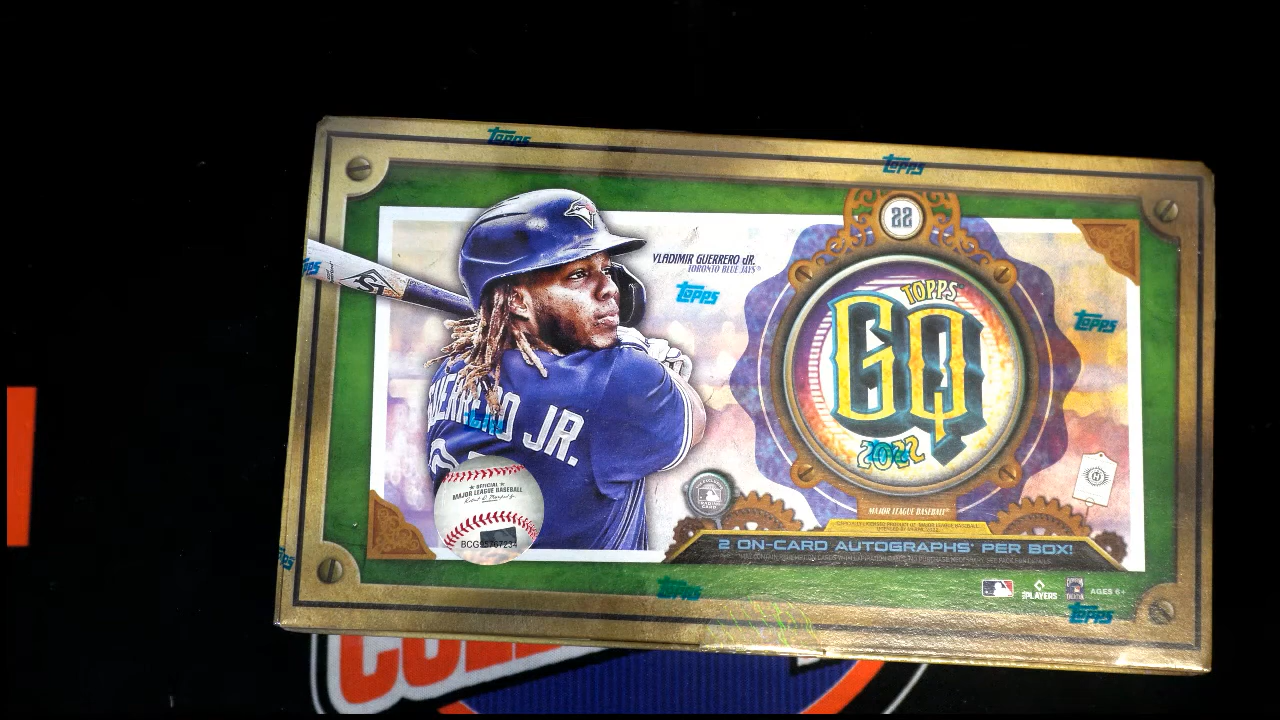 Topps
Topps
22
VLADIMIR GUERRERO JR.
TORONTO BLUE JAYS®
TOPPS
GQ
2022
Topps
Topps
GUERRERO JR.
OFFICIAL
MAJOR LEAGUE BASEBALL
MAJOR LEAGUE BASEBALL®
2 ON-CARD AUTOGRAPHS* PER BOX!
Topps
PLAYERS
AGES 6+
Topps